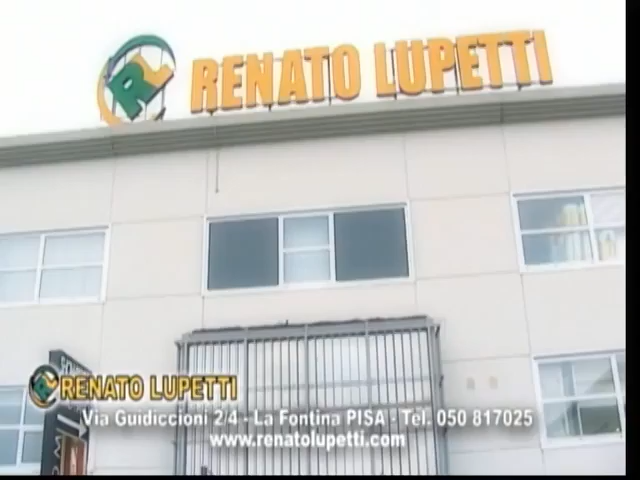 RENATO LUPETTI
RENATO LUPETTI
Via Guidiccioni 2/4 - La Fontina PISA - Tel. 050 817025
www.renatolupetti.com